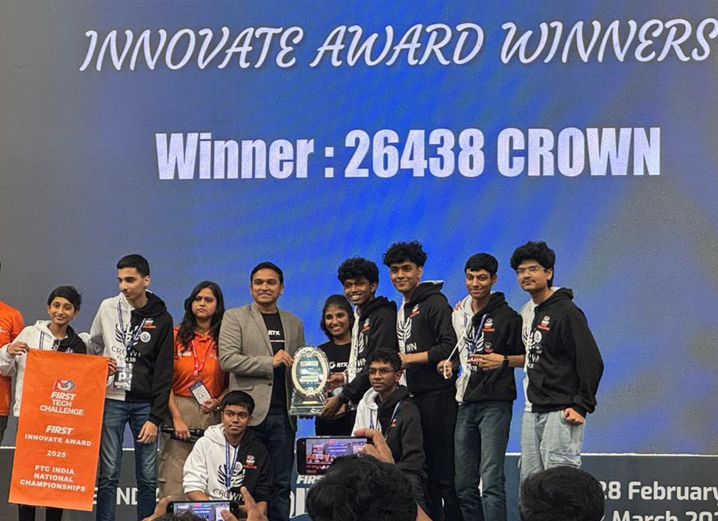 INNOVATE AWARD WINNERS
Winner : 26438 CROWN
FIRST
TECH
CHALLENGE
FIRST
INNOVATE AWARD
2025
FTC INDIA
NATIONAL
CHAMPIONSHIPS
RTX
28 February
March